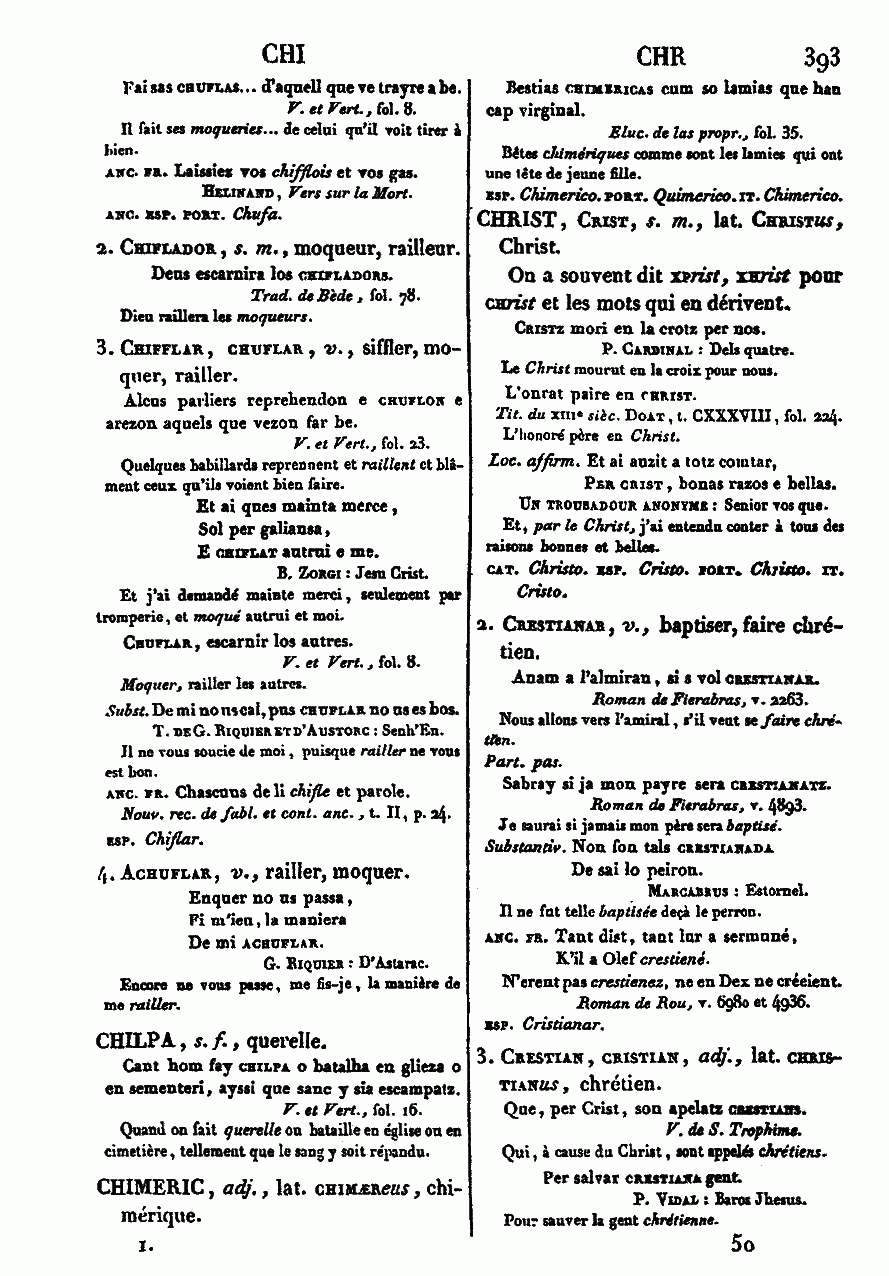 CHI
Fai sas CHUFLAS... d'aquell que ve trayre a be.
V. et Vert., fol. 8.
Il fait ses moqueries... de celui qu'il voit tirer à
bien.
ANC. FR. Laissiez vos chifflois et vos gas.
HELINAND, Vers sur la Mort.
ANC. ESP. PORT. Chufa.
2. CHIFLADOR, s. m., moqueur, railleur.
Deus escarnira los CHIFLADORS.
Trad. de Bède, fol. 78.
Dieu raillera les moqueurs.
3. CHIFFLAR, CHUFLAR, v., siffler, mo-
quer, railler.
Alcus parliers reprehendon e CHUFLON e
arezon aquels que vezon far be.
V. et Vert., fol. 23.
Quelques babillards reprennent et raillent et blâ-
ment ceux qu'ils voient bien faire.
Et ai ques mainta merce,
Sol per galiansa,
E CHIFLAT autrui e me.
B. ZORGI : Jesu Crist.
Et j'ai demandé mainte merci, seulement par
tromperie, et moqué autrui et moi.
CHUFLAR, escarnir los autres.
V. et Vert., fol. 8.
Moquer, railler les autres.
Subst. De mi no us cal, pus CHUFLAR no us es bos.
T. DE G. RIQUIER ET D'AUSTORC : Senh'En.
Il ne vous soucie de moi, puisque railler ne vous
est bon.
ANC. FR. Chascuns de li chifle et parole.
Nouv. rec. de fabl. et cont. anc., t. II, p. 24.
ESP. Chiflar.
4. ACHUFLAR, v., railler, moquer.
Enquer no us passa,
Fi m'ieu, la maniera
De mi ACHUFLAR.
G. RIQUIER : D'Astarac.
Encore ne vous passe, me fis-je, la manière de
me railler.
CHILPA, s. f., querelle.
Cant hom fay CHILPA o batalha en glieza o
en sementeri, ayssi que sanc y sia escampatz.
V. et Vert., fol. 16.
Quand on fait querelle ou bataille en église ou en
cimetière, tellement que le sang y soit répandu.
CHIMERIC, adj., lat. CHIMÆReus, chi-
mérique.
I.
CHR 393
Bestias CHIMERICAS cum so lamias que han
cap virginal.
Eluc. de las propr., fol. 35.
Bêtes chimériques comme sont les lamies qui ont
une tête de jeune fille.
ESP. Chimerico. PORT. Quimerico. IT. Chimerico.
CHRIST, CRIST, s. m., lat. CHRISTUS,
Christ.
On a souvent dit XPrist, XHrist pour
CHrist et les mots qui en dérivent.
CRISTZ mori en la crotz per nos.
P. CARDINAL : Dels quatre.
Le Christ mourut en la croix pour nous.
L'onrat paire en CHRIST.
Tit. du XIIIe sièc. DOAT, t. CXXXVIII, fol. 224.
L'honoré père en Christ.
Loc. affirm. Et ai auzit a totz comtar,
PER CRIST, bonas razos e bellas.
UN TROUBADOUR ANONYME : Senior vos que.
Et, par le Christ, j'ai entendu conter à tous des
raisons bonnes et belles.
CAT. Christo. ESP. Cristo. PORT. Christo. IT.
Cristo.
2. CRESTIANAR, v., baptiser, faire chré-
tien.
Anam a l'almiran, si s vol CRESTIANAR.
Roman de Fierabras, v. 2263.
Nous allons vers l'amiral, s'il veut se faire chré-
tien.
Part. pas.
Sabray si ja mon payre sera CRESTIANATZ.
Roman de Fierabras, v. 4893.
Je saurai si jamais mon père sera baptisé.
Substantiv. Non fon tals CRESTIANADA
De sai lo peiron.
MARCABRUS : Estornel.
Il ne fut telle baptisée deçà le perron.
ANC. FR. Tant dist, tant lur a sermuné,
K'il a Olef crestiené.
N'erent pas crestienez, ne en Dex ne créeient.
Roman de Rou, v. 6980 et 4936.
ESP. Cristianar.
3. CRESTIAN, CRISTIAN, adj., lat. CHRIS-
TIANUS, chrétien.
Que, per Crist, son apelatz CRESTIANS.
V. de S. Trophime.
Qui, à cause du Christ, sont appelés chrétiens.
Per salvar CRESTIANA gent.
P. VIDAL : Baros Jhesus.
Pour sauver la gent chrétienne.
50